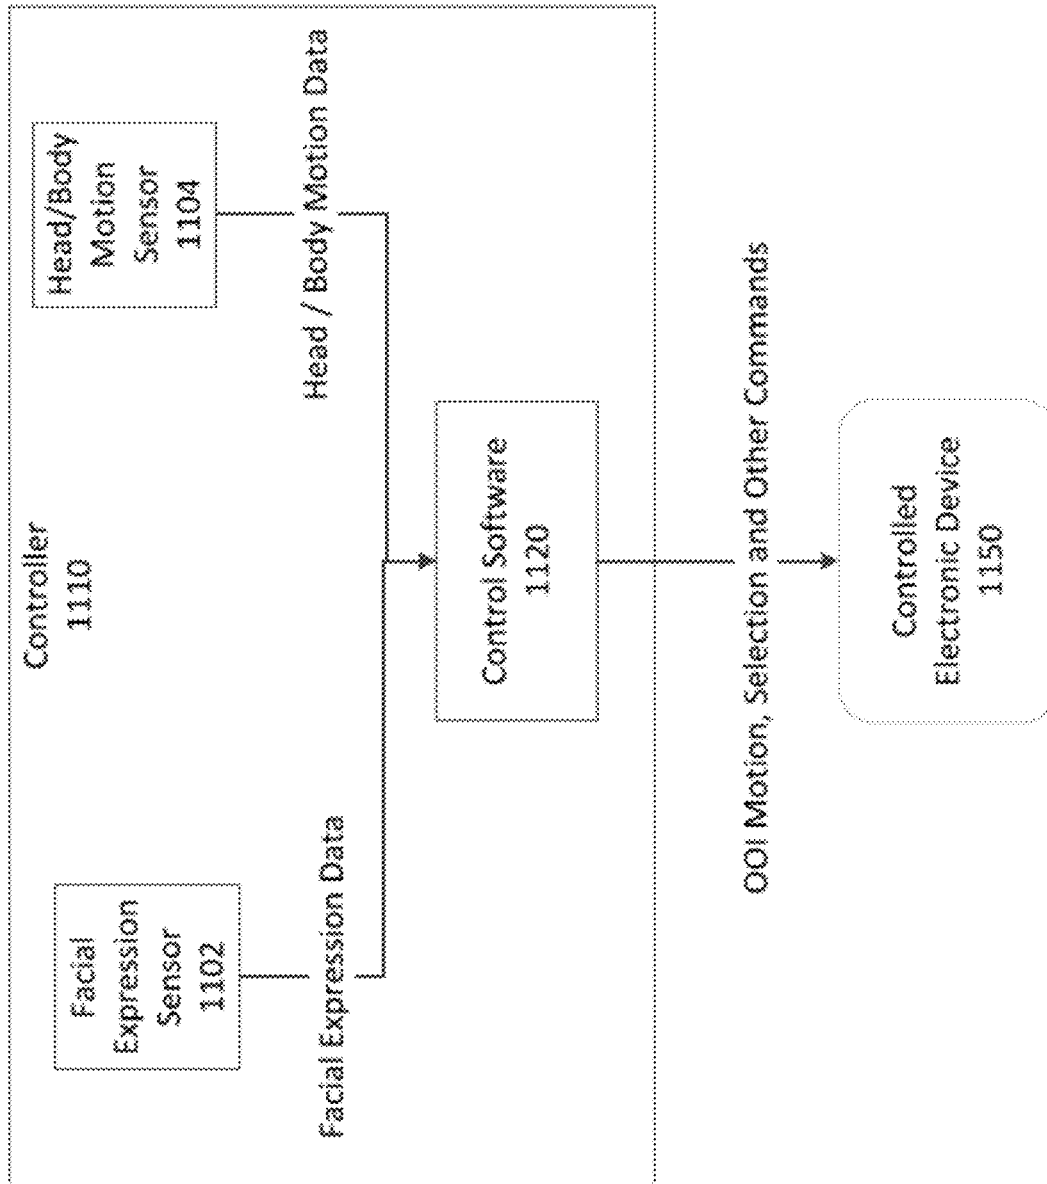 Controller
1110
Facial
Expression
Sensor
1102
Head/Body
Motion
Sensor
1104
Facial Expression Data
Head / Body Motion Data
Control Software
1120
OOI Motion, Selection and Other Commands
Controlled
Electronic Device
1150